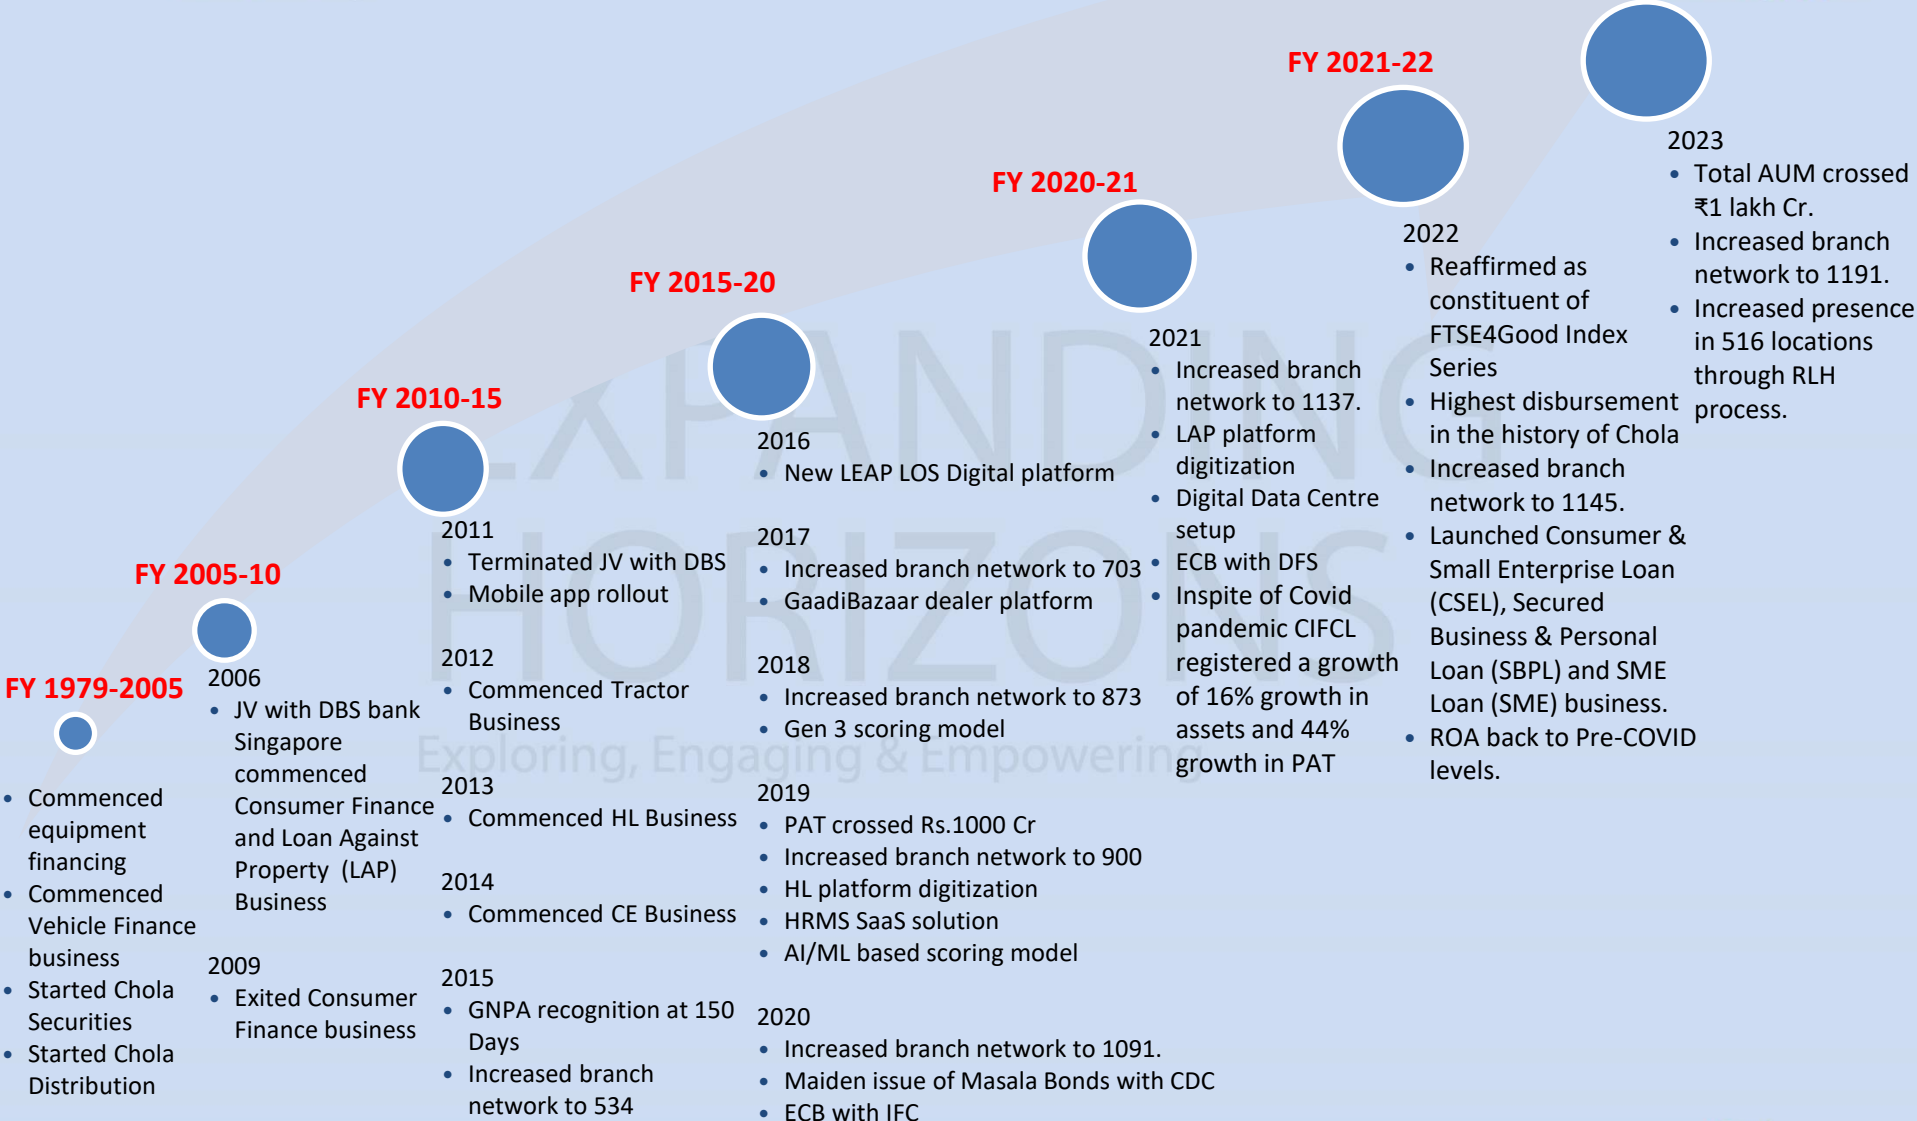 FY 1979-2005
• Commenced
equipment
financing
• Commenced
Vehicle Finance
business
• Started Chola
Securities
• Started Chola
Distribution
FY 2005-10
2006
• JV with DBS bank
Singapore
commenced
Consumer Finance
and Loan Against
Property (LAP)
Business
2009
• Exited Consumer
Finance business
FY 2010-15
2011
• Terminated JV with DBS
• Mobile app rollout
2012
• Commenced Tractor
Business
2013
• Commenced HL Business
2014
• Commenced CE Business
2015
• GNPA recognition at 150
Days
• Increased branch
network to 534
FY 2015-20
2016
• New LEAP LOS Digital platform
2017
• Increased branch network to 703
• GaadiBazaar dealer platform
2018
• Increased branch network to 873
• Gen 3 scoring model
2019
• PAT crossed Rs.1000 Cr
• Increased branch network to 900
• HL platform digitization
• HRMS SaaS solution
• AI/ML based scoring model
2020
• Increased branch network to 1091.
• Maiden issue of Masala Bonds with CDC
• ECB with IFC
FY 2020-21
2021
• Increased branch
network to 1137.
• LAP platform
digitization
• Digital Data Centre
setup
• ECB with DFS
• Inspite of Covid
pandemic CIFCL
registered a growth
of 16% growth in
assets and 44%
growth in PAT
FY 2021-22
2022
• Reaffirmed as
constituent of
FTSE4Good Index
Series
• Highest disbursement
in the history of Chola
• Increased branch
network to 1145.
• Launched Consumer &
Small Enterprise Loan
(CSEL), Secured
Business & Personal
Loan (SBPL) and SME
Loan (SME) business.
• ROA back to Pre-COVID
levels.
2023
• Total AUM crossed
₹1 lakh Cr.
• Increased branch
network to 1191.
• Increased presence
in 516 locations
through RLH
process.
EXPANDING
HORIZONS
Exploring, Engaging & Empowering